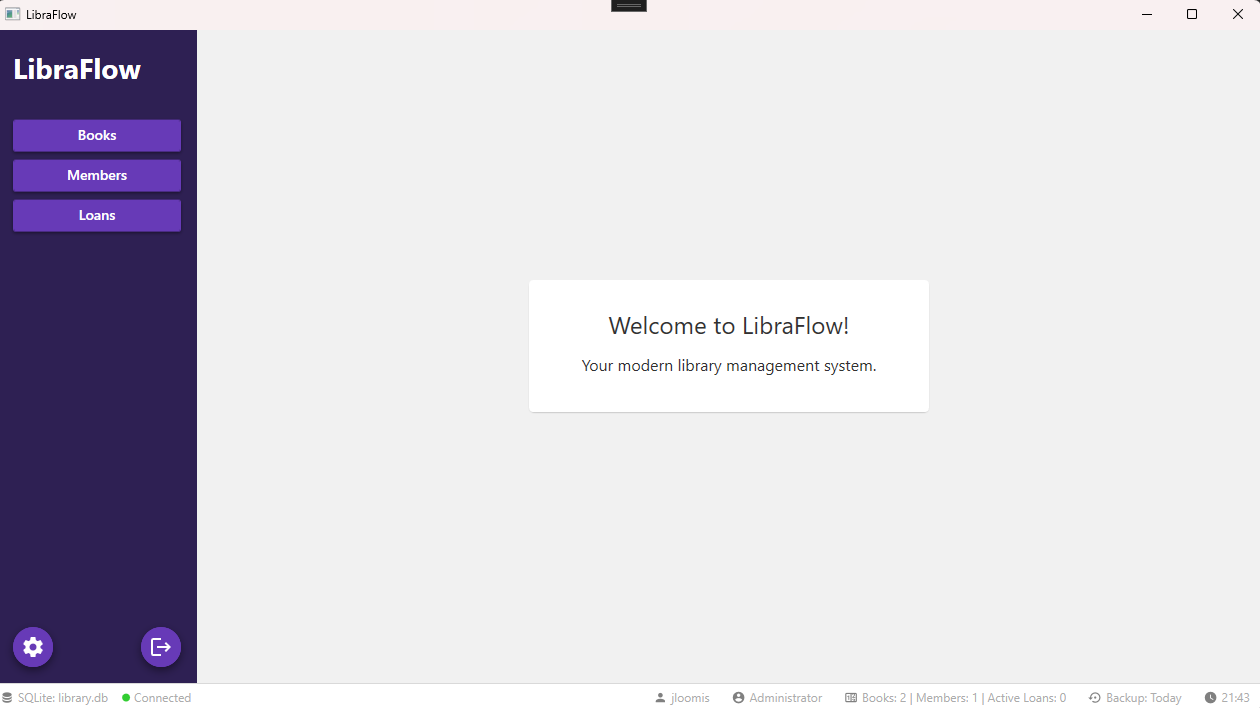 LibraFlow
LibraFlow
Books
Members
Loans
Welcome to LibraFlow!
Your modern library management system.
SQLite: library.db Connected jloomis Administrator Books: 2 | Members: 1 | Active Loans: 0 Backup: Today 21:43